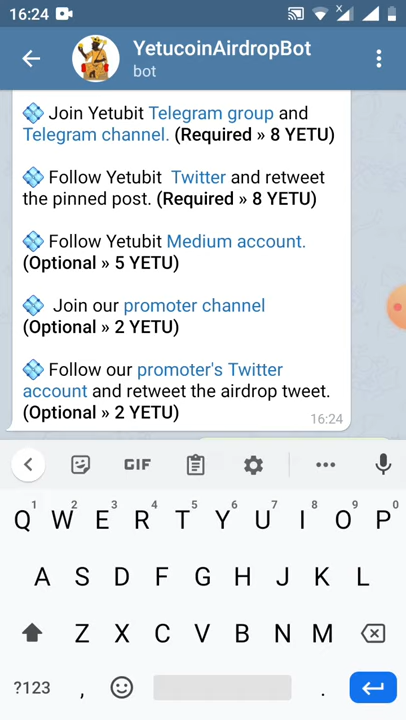 16:24
YetucoinAirdropBot
bot
Join Yetubit Telegram group and
Telegram channel. (Required » 8 YETU)
Follow Yetubit Twitter and retweet
the pinned post. (Required » 8 YETU)
Follow Yetubit Medium account.
(Optional » 5 YETU)
Join our promoter channel
(Optional » 2 YETU)
Follow our promoter's Twitter
account and retweet the airdrop tweet.
(Optional » 2 YETU)
16:24
GIF
1 2 3 4 5 6 7 8 9 0
Q W E R T Y U I O P
A S D F G H J K L
Z X C V B N M
?123 , .